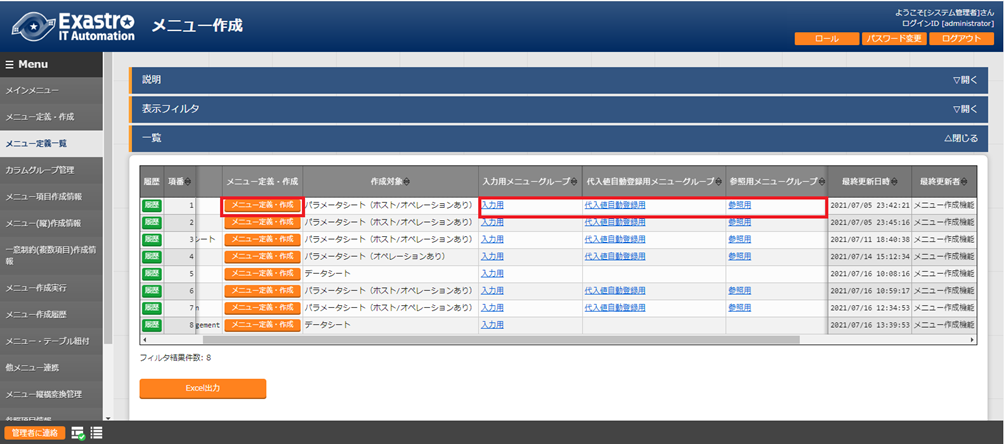 Exastro
IT Automation
メニュー作成
ようこそ[システム管理者]さん
ログインID [administrator]
ロール
パスワード変更
ログアウト
Menu
メインメニュー
メニュー定義・作成
メニュー定義一覧
カラムグループ管理
メニュー項目作成情報
メニュー(縦)作成情報
一意制約(複数項目)作成情
報
メニュー作成実行
メニュー作成履歴
メニュー・テーブル紐付
他メニュー連携
メニュー縦横変換管理
参照項目情報
説明
▽開く
表示フィルタ
▽開く
一覧
△閉じる
履歴 項番 メニュー定義・作成 作成対象 入力用メニューグループ 代入値自動登録用メニューグループ 参照用メニューグループ 最終更新日時 最終更新者
履歴 1 メニュー定義・作成 パラメータシート（ホスト/オペレーションあり） 入力用 代入値自動登録用 参照用 2021/07/05 23:42:21 メニュー作成機能
履歴 2 メニュー定義・作成 パラメータシート（ホスト/オペレーションあり） 入力用 代入値自動登録用 参照用 2021/07/05 23:45:16 メニュー作成機能
履歴 3 シート メニュー定義・作成 パラメータシート（ホスト/オペレーションあり） 入力用 代入値自動登録用 参照用 2021/07/11 18:40:38 メニュー作成機能
履歴 4 メニュー定義・作成 パラメータシート（オペレーションあり） 入力用 代入値自動登録用 参照用 2021/07/14 15:12:34 メニュー作成機能
履歴 5 メニュー定義・作成 データシート 入力用 2021/07/16 10:08:16 メニュー作成機能
履歴 6 メニュー定義・作成 パラメータシート（ホスト/オペレーションあり） 入力用 代入値自動登録用 参照用 2021/07/16 10:59:17 メニュー作成機能
履歴 7 n メニュー定義・作成 パラメータシート（ホスト/オペレーションあり） 入力用 代入値自動登録用 参照用 2021/07/16 12:34:53 メニュー作成機能
履歴 8 gement メニュー定義・作成 データシート 入力用 2021/07/16 13:39:53 メニュー作成機能
フィルタ結果件数: 8
Excel出力
管理者に連絡